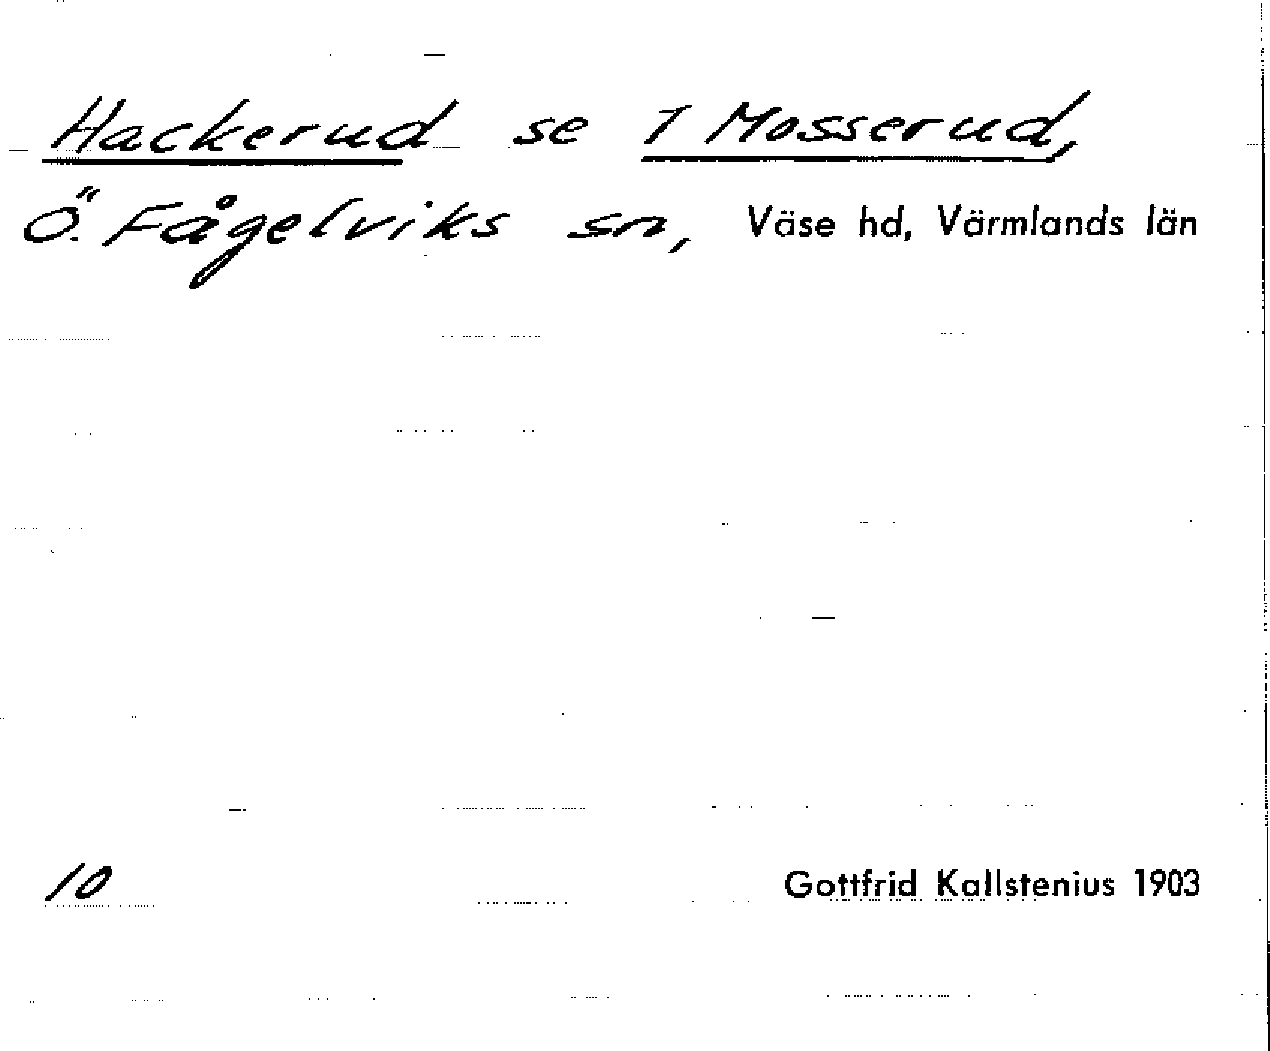 Hackerud se 1 Mosserud,
Ö. Fågelviks sn, Väse hd, Värmlands län
10 Gottfrid Kallstenius 1903